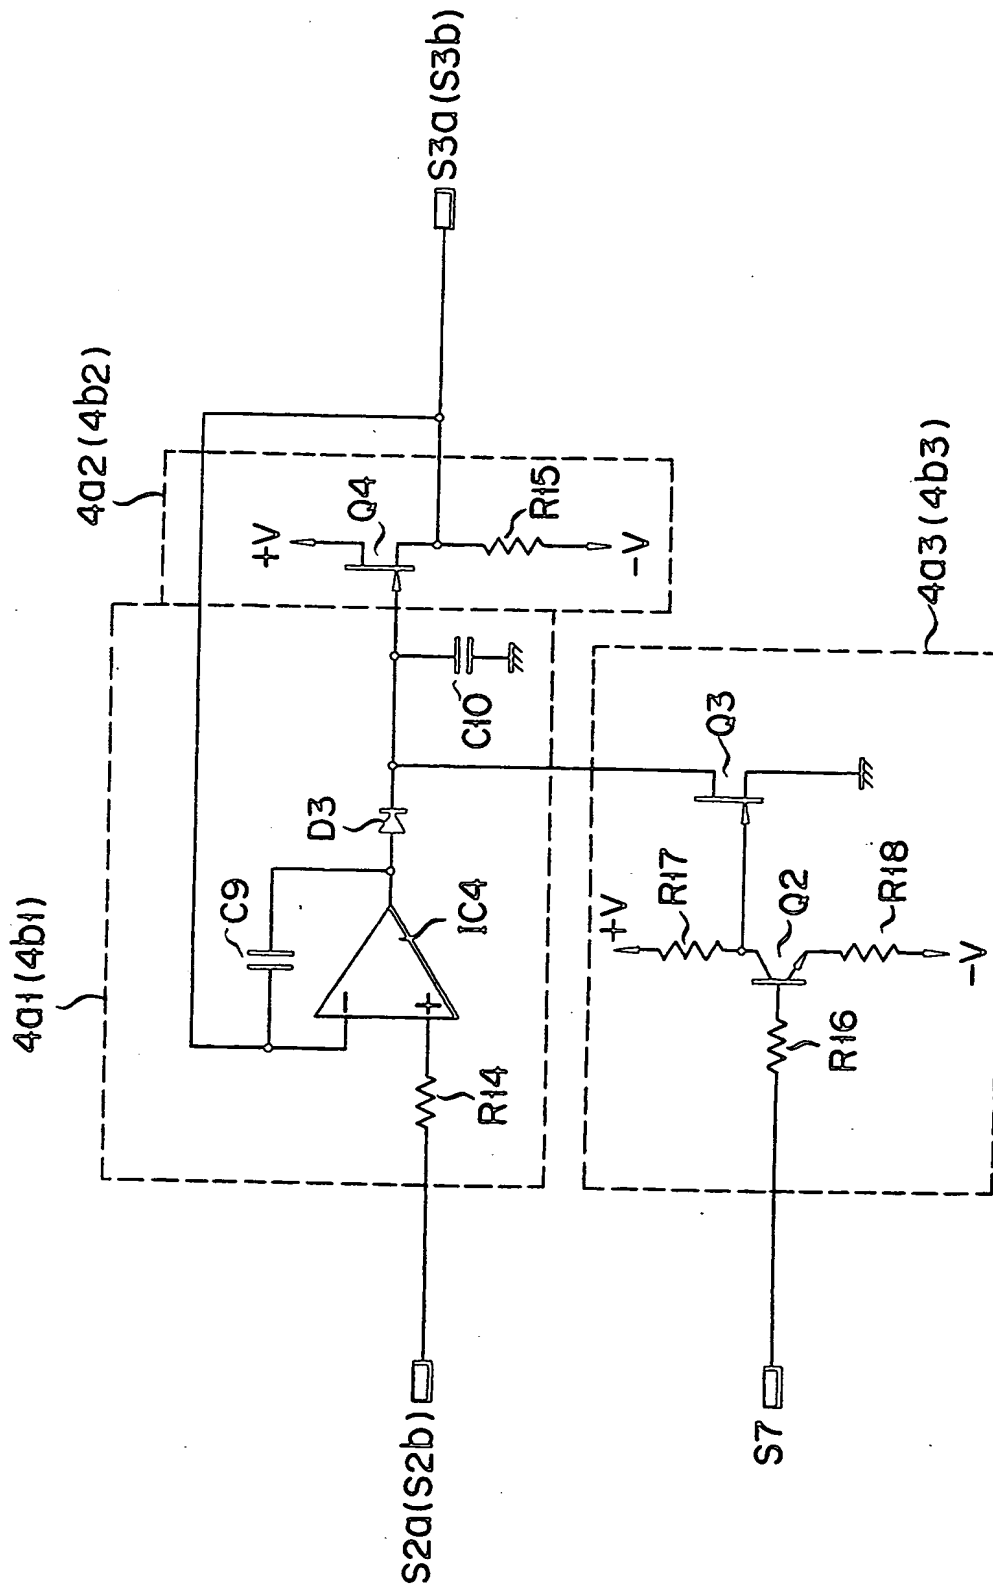 4a1(4b1)
4a2(4b2)
C9
D3
+V
Q4
IC4
C10
R15
-V
R14
S2a(S2b)
S3a(S3b)
4a3(4b3)
+V
R17
Q3
Q2
R16
R18
-V
S7
-
+